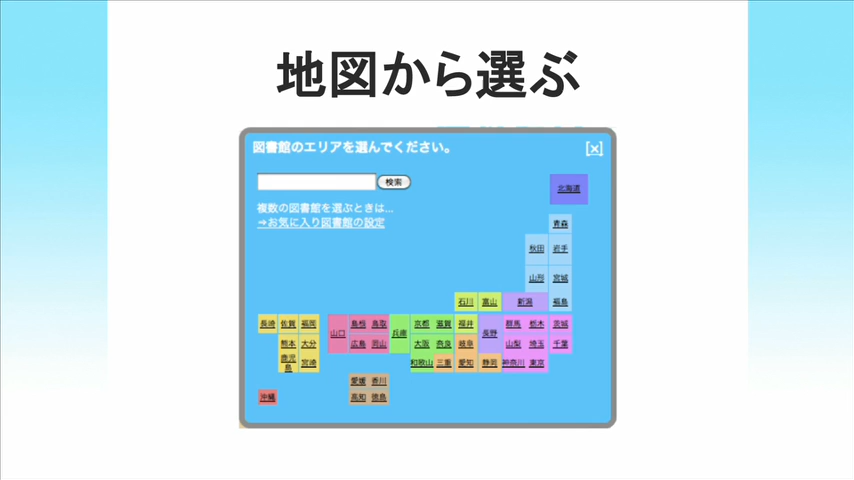 地図から選ぶ
図書館のエリアを選んでください。 [x]
検索
北海道
複数の図書館を選ぶときは...
⇒お気に入り図書館の設定
青森
秋田 岩手
山形 宮城
石川 富山 新潟 福島
長崎 佐賀 福岡 島根 鳥取 京都 滋賀 福井 群馬 栃木 茨城
山口 兵庫 長野
熊本 大分 広島 岡山 大阪 奈良 岐阜 山梨 埼玉 千葉
鹿児島 宮崎 和歌山 三重 愛知 静岡 神奈川 東京
愛媛 香川
沖縄 高知 徳島